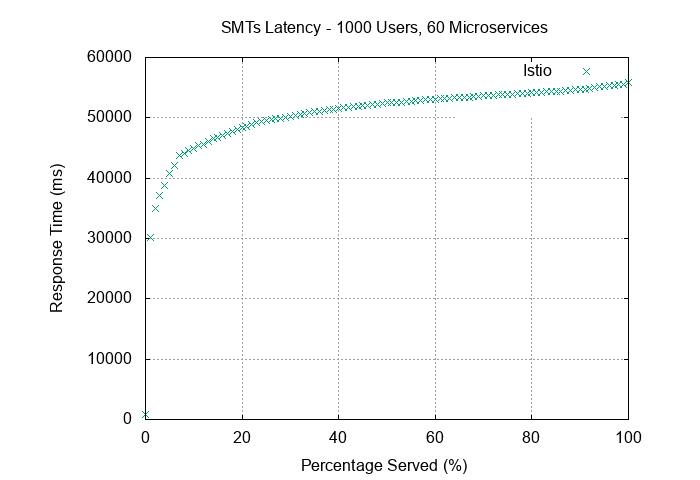 SMTs Latency - 1000 Users, 60 Microservices
60000
Istio
50000
40000
30000
20000
10000
0
0 20 40 60 80 100
Response Time (ms)
Percentage Served (%)